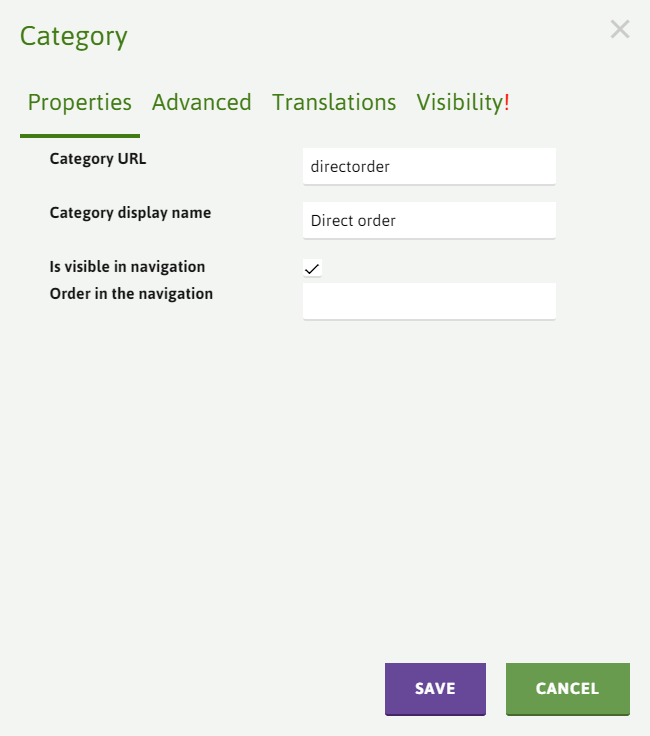 Category
Properties Advanced Translations Visibility!
Category URL directorder
Category display name Direct order
Is visible in navigation
Order in the navigation
SAVE CANCEL